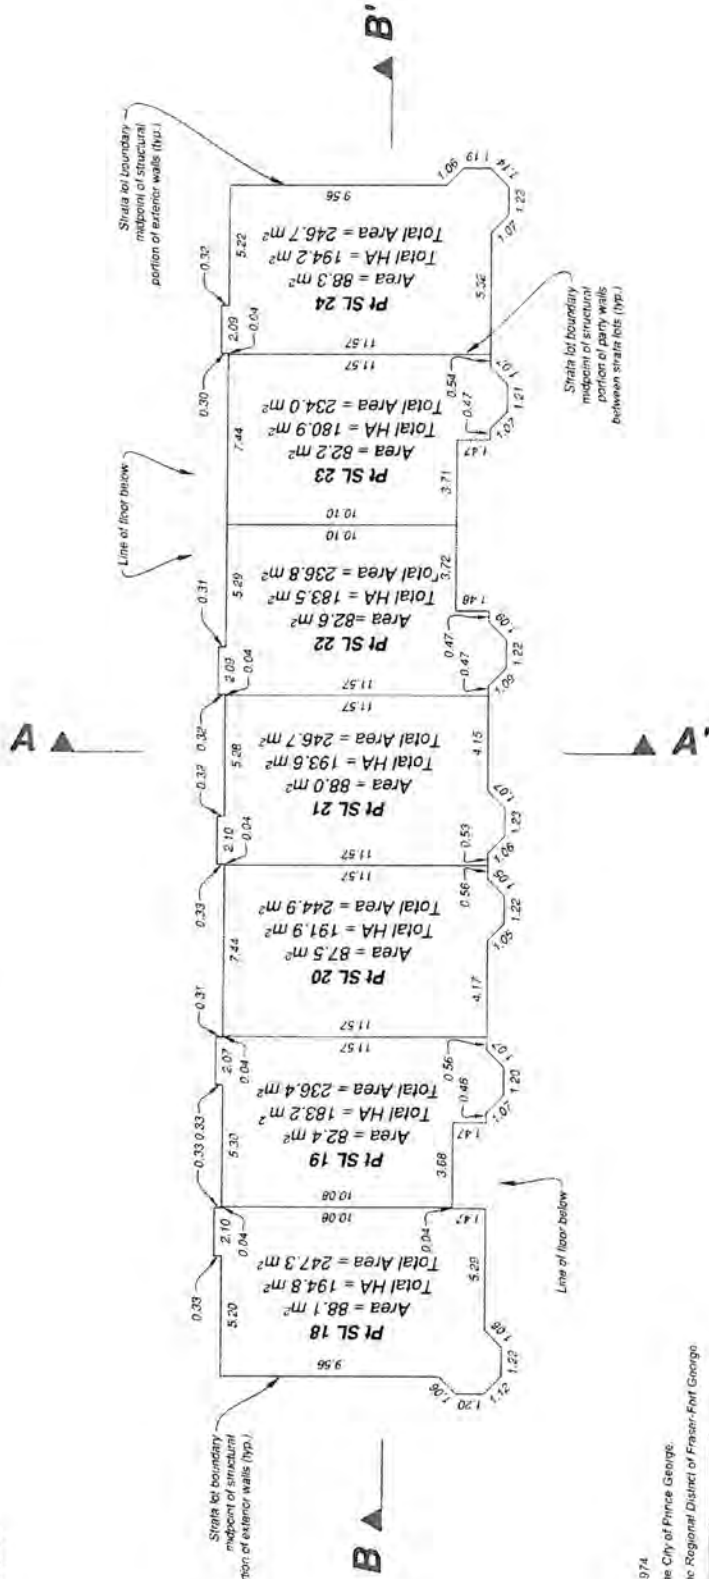 A
A'
B
B'
Strata lot boundary
midpoint of structural
portion of exterior walls (typ.)
Line of floor below
Strata lot boundary
midpoint of structural
portion of party walls
between strata lots (typ.)
Line of floor below
Strata lot boundary
midpoint of structural
tion of exterior walls (typ.)
Pt SL 18
Area = 88.1 m²
Total HA = 194.8 m²
Total Area = 247.3 m²
0.33
5.20
2.10
0.04
9.56
10.08
1.06
1.20
1.12
1.22
1.08
5.29
1.47
0.04
Pt SL 19
Area = 82.4 m²
Total HA = 183.2 m²
Total Area = 236.4 m²
0.33
0.33
5.30
2.07
0.04
10.08
11.57
3.68
1.47
0.46
1.07
1.20
1.07
0.56
Pt SL 20
Area = 87.5 m²
Total HA = 191.9 m²
Total Area = 244.9 m²
0.31
7.44
0.33
11.57
11.57
4.17
1.05
1.22
1.05
0.56
Pt SL 21
Area = 88.0 m²
Total HA = 193.6 m²
Total Area = 246.7 m²
2.10
0.04
0.32
5.28
0.32
11.57
11.57
0.53
1.06
1.23
1.07
4.15
Pt SL 22
Area =82.6 m²
Total HA = 183.5 m²
Total Area = 236.8 m²
2.09
0.04
0.31
5.29
11.57
10.10
0.47
1.09
1.22
1.09
0.47
1.48
3.72
Pt SL 23
Area = 82.2 m²
Total HA = 180.9 m²
Total Area = 234.0 m²
7.44
0.30
10.10
11.57
3.71
1.47
0.47
1.21
1.07
0.54
Pt SL 24
Area = 88.3 m²
Total HA = 194.2 m²
Total Area = 246.7 m²
2.09
0.04
0.32
5.22
11.57
9.56
5.32
1.07
1.22
1.14
1.19
1.06
974
e City of Prince George.
c Regional District of Fraser-Fort George